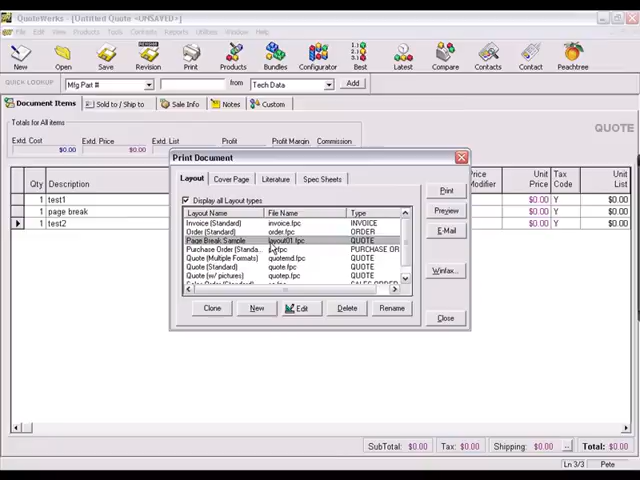 QuoteWerks - [Untitled Quote -UNSAVED-]
File Edit View Products Tools Contacts Reports Utilities Window Help
New Open Save Revision Print Products Bundles Configurator Best Latest Compare Contacts Contact Peachtree
QUICK LOOKUP Mfg Part # from Tech Data Add
Document Items Sold to / Ship to Sale Info Notes Custom
Totals for All items
Extd. Cost Extd. Price Extd. List Profit Profit Margin Commission
$0.00 $0.00
QUOTE
Print Document
Layout Cover Page Literature Spec Sheets
Display all Layout types
Layout Name File Name Type
Invoice (Standard) invoice.fpc INVOICE
Order (Standard) order.fpc ORDER
Page Break Sample layout01.fpc QUOTE
Purchase Order (Standa... .fpc PURCHASE OR
Quote (Multiple Formats) quotemd.fpc QUOTE
Quote (Standard) quote.fpc QUOTE
Quote (w/ pictures) quotep.fpc QUOTE
Sales Order (Standard) so.fpc SALES ORDER
Clone New Edit Delete Rename
Print
Preview
E-Mail
Winfax...
Close
Qty Description Price Modifier Unit Price Tax Code Unit List
1 test1 $0.00 Y $0.00
1 page break $0.00 Y $0.00
1 test2 $0.00 Y $0.00
SubTotal: $0.00 Tax: $0.00 Shipping: $0.00 ... Total: $0.00
Ln 3/3 Pete